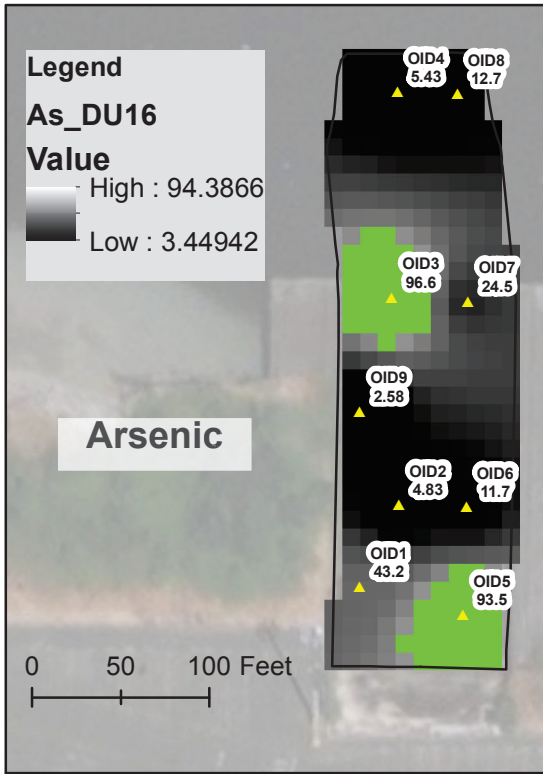 Legend
As_DU16
Value
High : 94.3866
Low : 3.44942
OID4
5.43
OID8
12.7
OID3
96.6
OID7
24.5
OID9
2.58
Arsenic
OID2
4.83
OID6
11.7
OID1
43.2
OID5
93.5
0 50 100 Feet